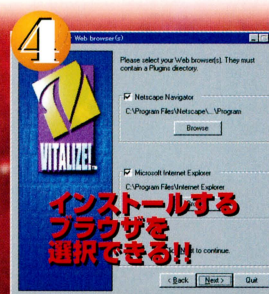 4
Web browser(s)
Please select your Web browser(s). They must
contain a Plugins directory.
Netscape Navigator
C:\Program Files\Netscape\...\Program
Browse
VITALIZE!
Microsoft Internet Explorer
C:\Program Files\Internet Explorer
インストールする
ブラウザを
選択できる!!
to continue.
< Back
Next >
Quit